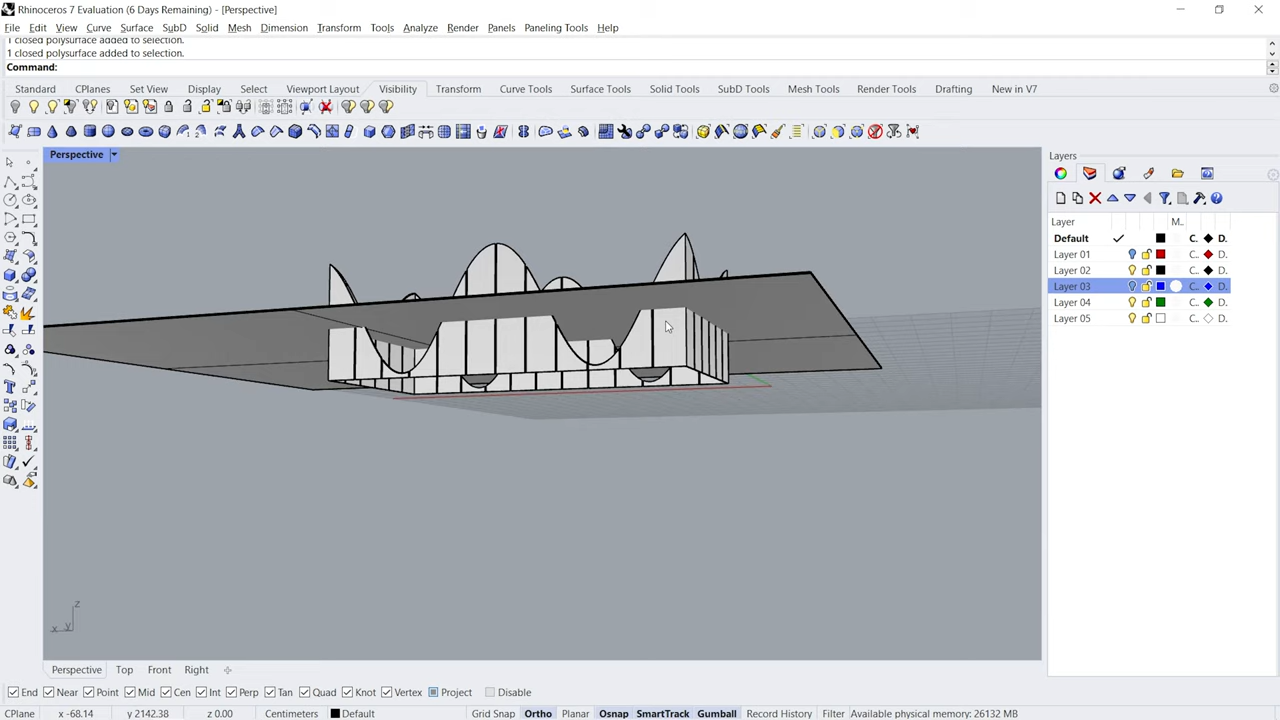 Rhinoceros 7 Evaluation (6 Days Remaining) - [Perspective]
File Edit View Curve Surface SubD Solid Mesh Dimension Transform Tools Analyze Render Panels Paneling Tools Help
1 closed polysurface added to selection.
1 closed polysurface added to selection.
Command:
Standard CPlanes Set View Display Select Viewport Layout Visibility Transform Curve Tools Surface Tools Solid Tools SubD Tools Mesh Tools Render Tools Drafting New in V7
Perspective
Layers
Layer M..
Default C. D.
Layer 01 C.. D.
Layer 02 C.. D.
Layer 03 C.. D.
Layer 04 C.. D.
Layer 05 C.. D.
z
x y
Perspective Top Front Right
End Near Point Mid Cen Int Perp Tan Quad Knot Vertex Project Disable
CPlane x -68.14 y 2142.38 z 0.00 Centimeters Default Grid Snap Ortho Planar Osnap SmartTrack Gumball Record History Filter Available physical memory: 26132 MB